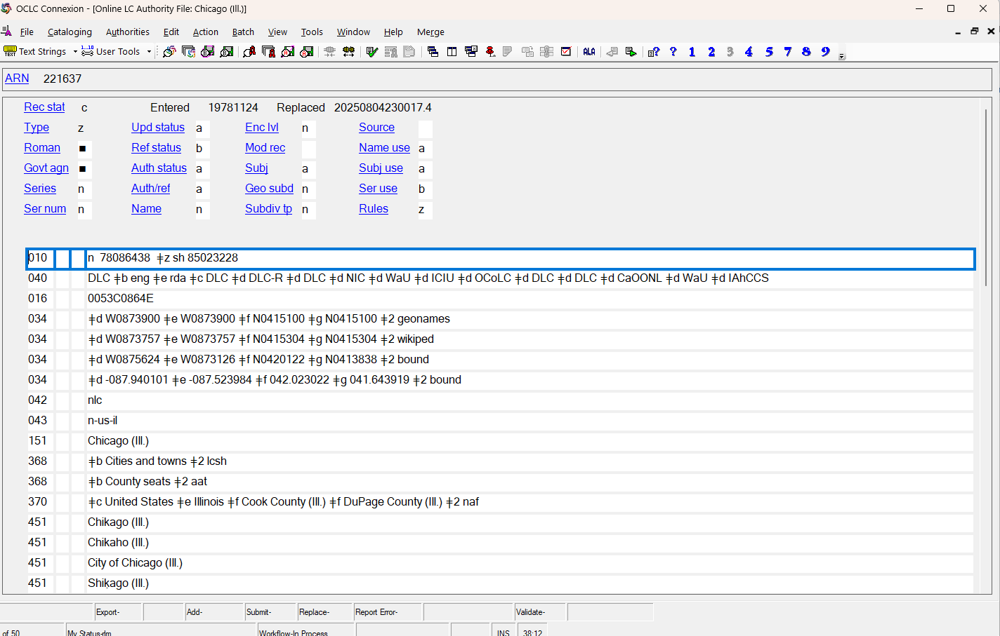 OCLC Connexion - [Online LC Authority File: Chicago (Ill.)]
File Cataloging Authorities Edit Action Batch View Tools Window Help Merge
Text Strings User Tools ALA ? 1 2 3 4 5 7 8 9
ARN 221637
Rec stat c Entered 19781124 Replaced 20250804230017.4
Type z Upd status a Enc lvl n Source
Roman ■ Ref status b Mod rec Name use a
Govt agn ■ Auth status a Subj a Subj use a
Series n Auth/ref a Geo subd n Ser use b
Ser num n Name n Subdiv tp n Rules z
010 n  78086438  ǂz sh 85023228
040 DLC ǂb eng ǂe rda ǂc DLC ǂd DLC-R ǂd DLC ǂd NIC ǂd WaU ǂd ICIU ǂd OCoLC ǂd DLC ǂd DLC ǂd CaOONL ǂd WaU ǂd IAhCCS
016 0053C0864E
034 ǂd W0873900 ǂe W0873900 ǂf N0415100 ǂg N0415100 ǂ2 geonames
034 ǂd W0873757 ǂe W0873757 ǂf N0415304 ǂg N0415304 ǂ2 wikiped
034 ǂd W0875624 ǂe W0873126 ǂf N0420122 ǂg N0413838 ǂ2 bound
034 ǂd -087.940101 ǂe -087.523984 ǂf 042.023022 ǂg 041.643919 ǂ2 bound
042 nlc
043 n-us-il
151 Chicago (Ill.)
368 ǂb Cities and towns ǂ2 lcsh
368 ǂb County seats ǂ2 aat
370 ǂc United States ǂe Illinois ǂf Cook County (Ill.) ǂf DuPage County (Ill.) ǂ2 naf
451 Chikago (Ill.)
451 Chikaho (Ill.)
451 City of Chicago (Ill.)
451 Shiḳago (Ill.)
Export- Add- Submit- Replace- Report Error- Validate-
of 50 My Status-rlm Workflow-In Process INS 38:12